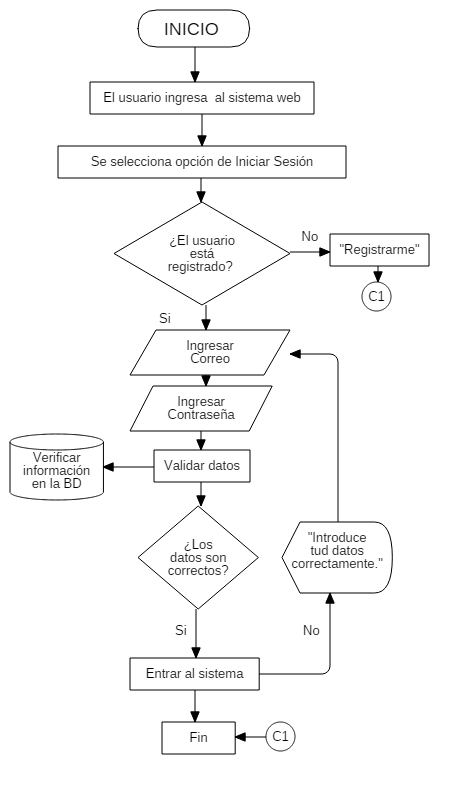 INICIO
El usuario ingresa al sistema web
Se selecciona opción de Iniciar Sesión
¿El usuario
está
registrado?
No
"Registrarme"
C1
Si
Ingresar
Correo
Ingresar
Contraseña
Validar datos
Verificar
información
en la BD
¿Los
datos son
correctos?
"Introduce
tud datos
correctamente."
Si
No
Entrar al sistema
Fin
C1